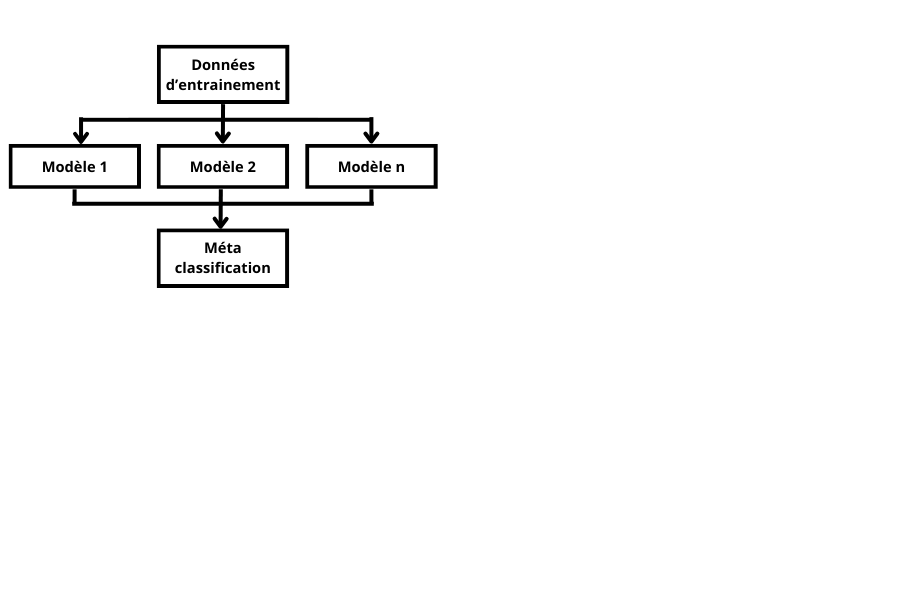 Données
d’entrainement
Modèle 1
Modèle 2
Modèle n
Méta
classification